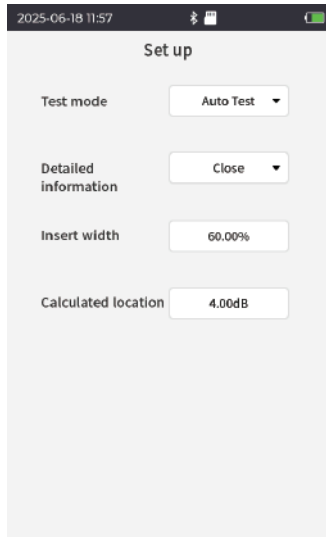 2025-06-18 11:57
Set up
Test mode
Auto Test
Detailed
information
Close
Insert width
60.00%
Calculated location
4.00dB